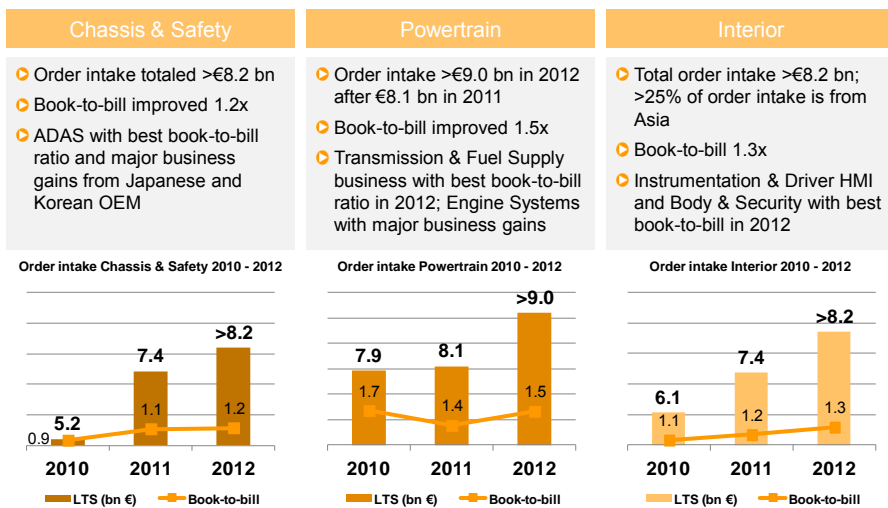 Chassis & Safety
Order intake totaled >€8.2 bn
Book-to-bill improved 1.2x
ADAS with best book-to-bill
ratio and major business
gains from Japanese and
Korean OEM
Order intake Chassis & Safety 2010 - 2012
5.2
7.4
>8.2
0.9
1.1
1.2
2010
2011
2012
LTS (bn €)
Book-to-bill
Powertrain
Order intake >€9.0 bn in 2012
after €8.1 bn in 2011
Book-to-bill improved 1.5x
Transmission & Fuel Supply
business with best book-to-bill
ratio in 2012; Engine Systems
with major business gains
Order intake Powertrain 2010 - 2012
7.9
8.1
>9.0
1.7
1.4
1.5
2010
2011
2012
LTS (bn €)
Book-to-bill
Interior
Total order intake >€8.2 bn;
>25% of order intake is from
Asia
Book-to-bill 1.3x
Instrumentation & Driver HMI
and Body & Security with best
book-to-bill in 2012
Order intake Interior 2010 - 2012
6.1
7.4
>8.2
1.1
1.2
1.3
2010
2011
2012
LTS (bn €)
Book-to-bill